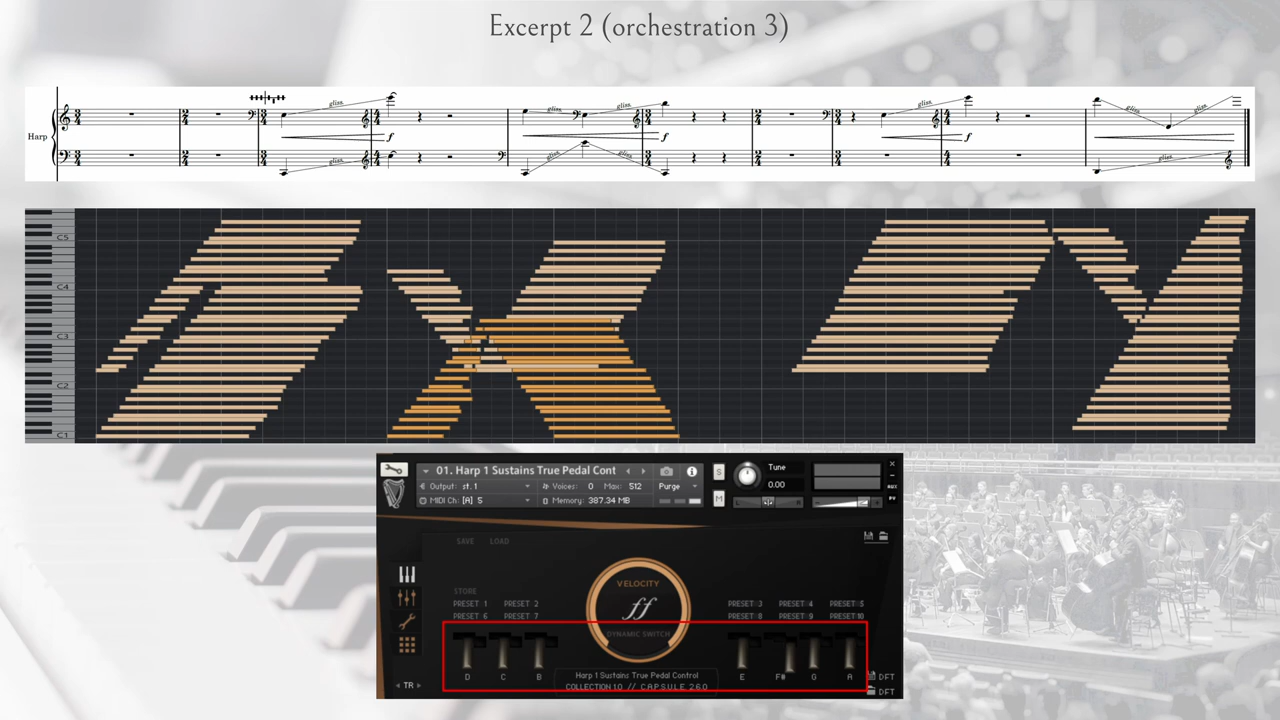 Excerpt 2 (orchestration 3)
gliss. gliss. gliss. gliss. gliss. gliss.
Harp
f f f
gliss. gliss. gliss. gliss.
C5
C4
C3
C2
C1
01. Harp 1 Sustains True Pedal Cont
Output: st. 1 Voices: 0 Max: 512 Purge
MIDI Ch: [A] 5 Memory: 387.34 MB
S
M
Tune
0.00
AUX
PV
SAVE LOAD
VELOCITY
ff
DYNAMIC SWITCH
STORE
PRESET 1 PRESET 2 PRESET 3 PRESET 4 PRESET 5
PRESET 6 PRESET 7 PRESET 8 PRESET 9 PRESET 10
D C B E F# G A
Harp 1 Sustains True Pedal Control
COLLECTION 1.0 // CAPSULE 2.6.0
TR
DFT
DFT